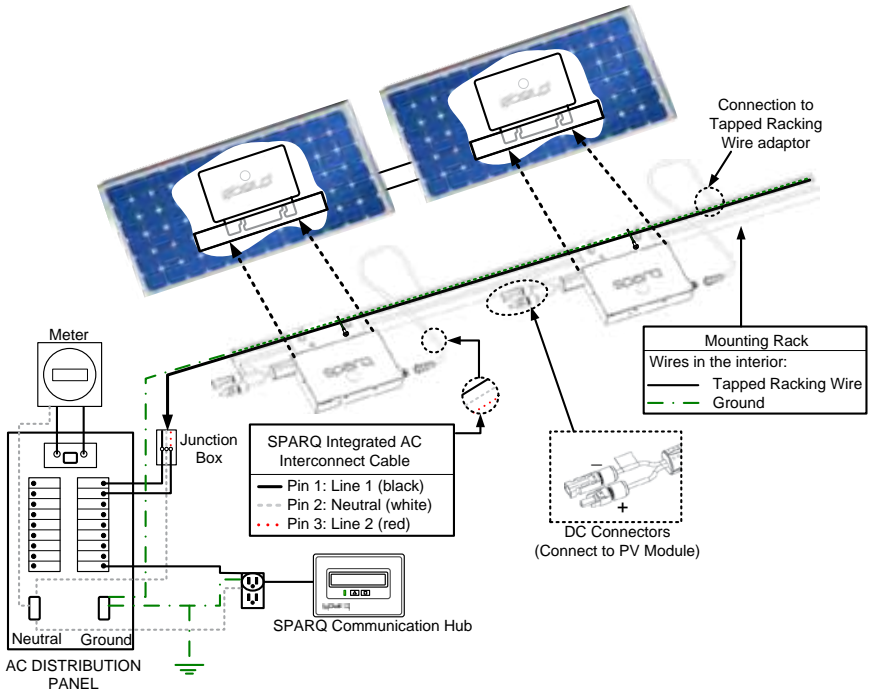 Connection to
Tapped Racking
Wire adaptor
sparq
sparq
Mounting Rack
Wires in the interior:
Tapped Racking Wire
Ground
Meter
Junction
Box
SPARQ Integrated AC
Interconnect Cable
Pin 1: Line 1 (black)
Pin 2: Neutral (white)
Pin 3: Line 2 (red)
–
+
DC Connectors
(Connect to PV Module)
SPARQ Communication Hub
Neutral
Ground
AC DISTRIBUTION
PANEL